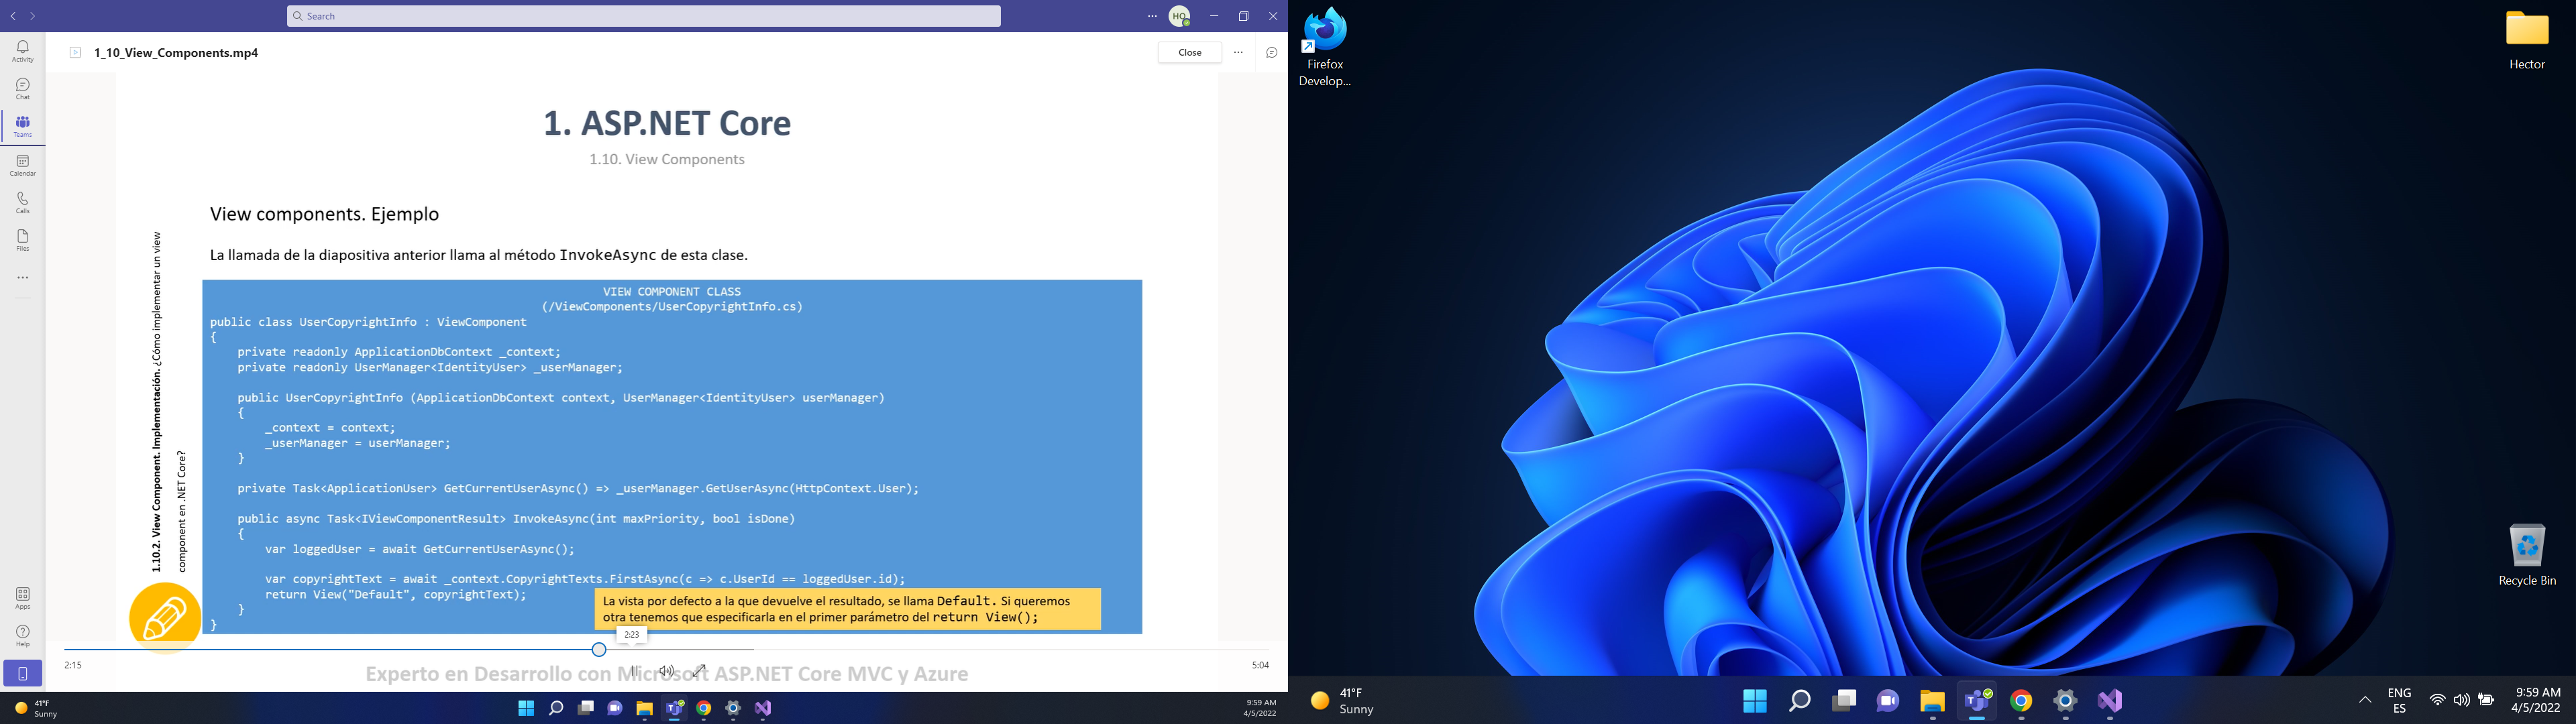 Search
HQ
Activity
Chat
Teams
Calendar
Calls
Files
Apps
Help
1_10_View_Components.mp4
Close
1. ASP.NET Core
1.10. View Components
View components. Ejemplo
La llamada de la diapositiva anterior llama al método InvokeAsync de esta clase.
1.10.2. View Component. Implementación. ¿Cómo implementar un view
component en .NET Core?
VIEW COMPONENT CLASS
(/ViewComponents/UserCopyrightInfo.cs)
public class UserCopyrightInfo : ViewComponent
{
private readonly ApplicationDbContext _context;
private readonly UserManager<IdentityUser> _userManager;
public UserCopyrightInfo (ApplicationDbContext context, UserManager<IdentityUser> userManager)
{
_context = context;
_userManager = userManager;
}
private Task<ApplicationUser> GetCurrentUserAsync() => _userManager.GetUserAsync(HttpContext.User);
public async Task<IViewComponentResult> InvokeAsync(int maxPriority, bool isDone)
{
var loggedUser = await GetCurrentUserAsync();
var copyrightText = await _context.CopyrightTexts.FirstAsync(c => c.UserId == loggedUser.id);
return View("Default", copyrightText);
}
}
La vista por defecto a la que devuelve el resultado, se llama Default. Si queremos
otra tenemos que especificarla en el primer parámetro del return View();
2:23
2:15
5:04
Experto en Desarrollo con Microsoft ASP.NET Core MVC y Azure
41°F
Sunny
9:59 AM
4/5/2022
Firefox
Develop...
Hector
Recycle Bin
41°F
Sunny
ENG
ES
9:59 AM
4/5/2022